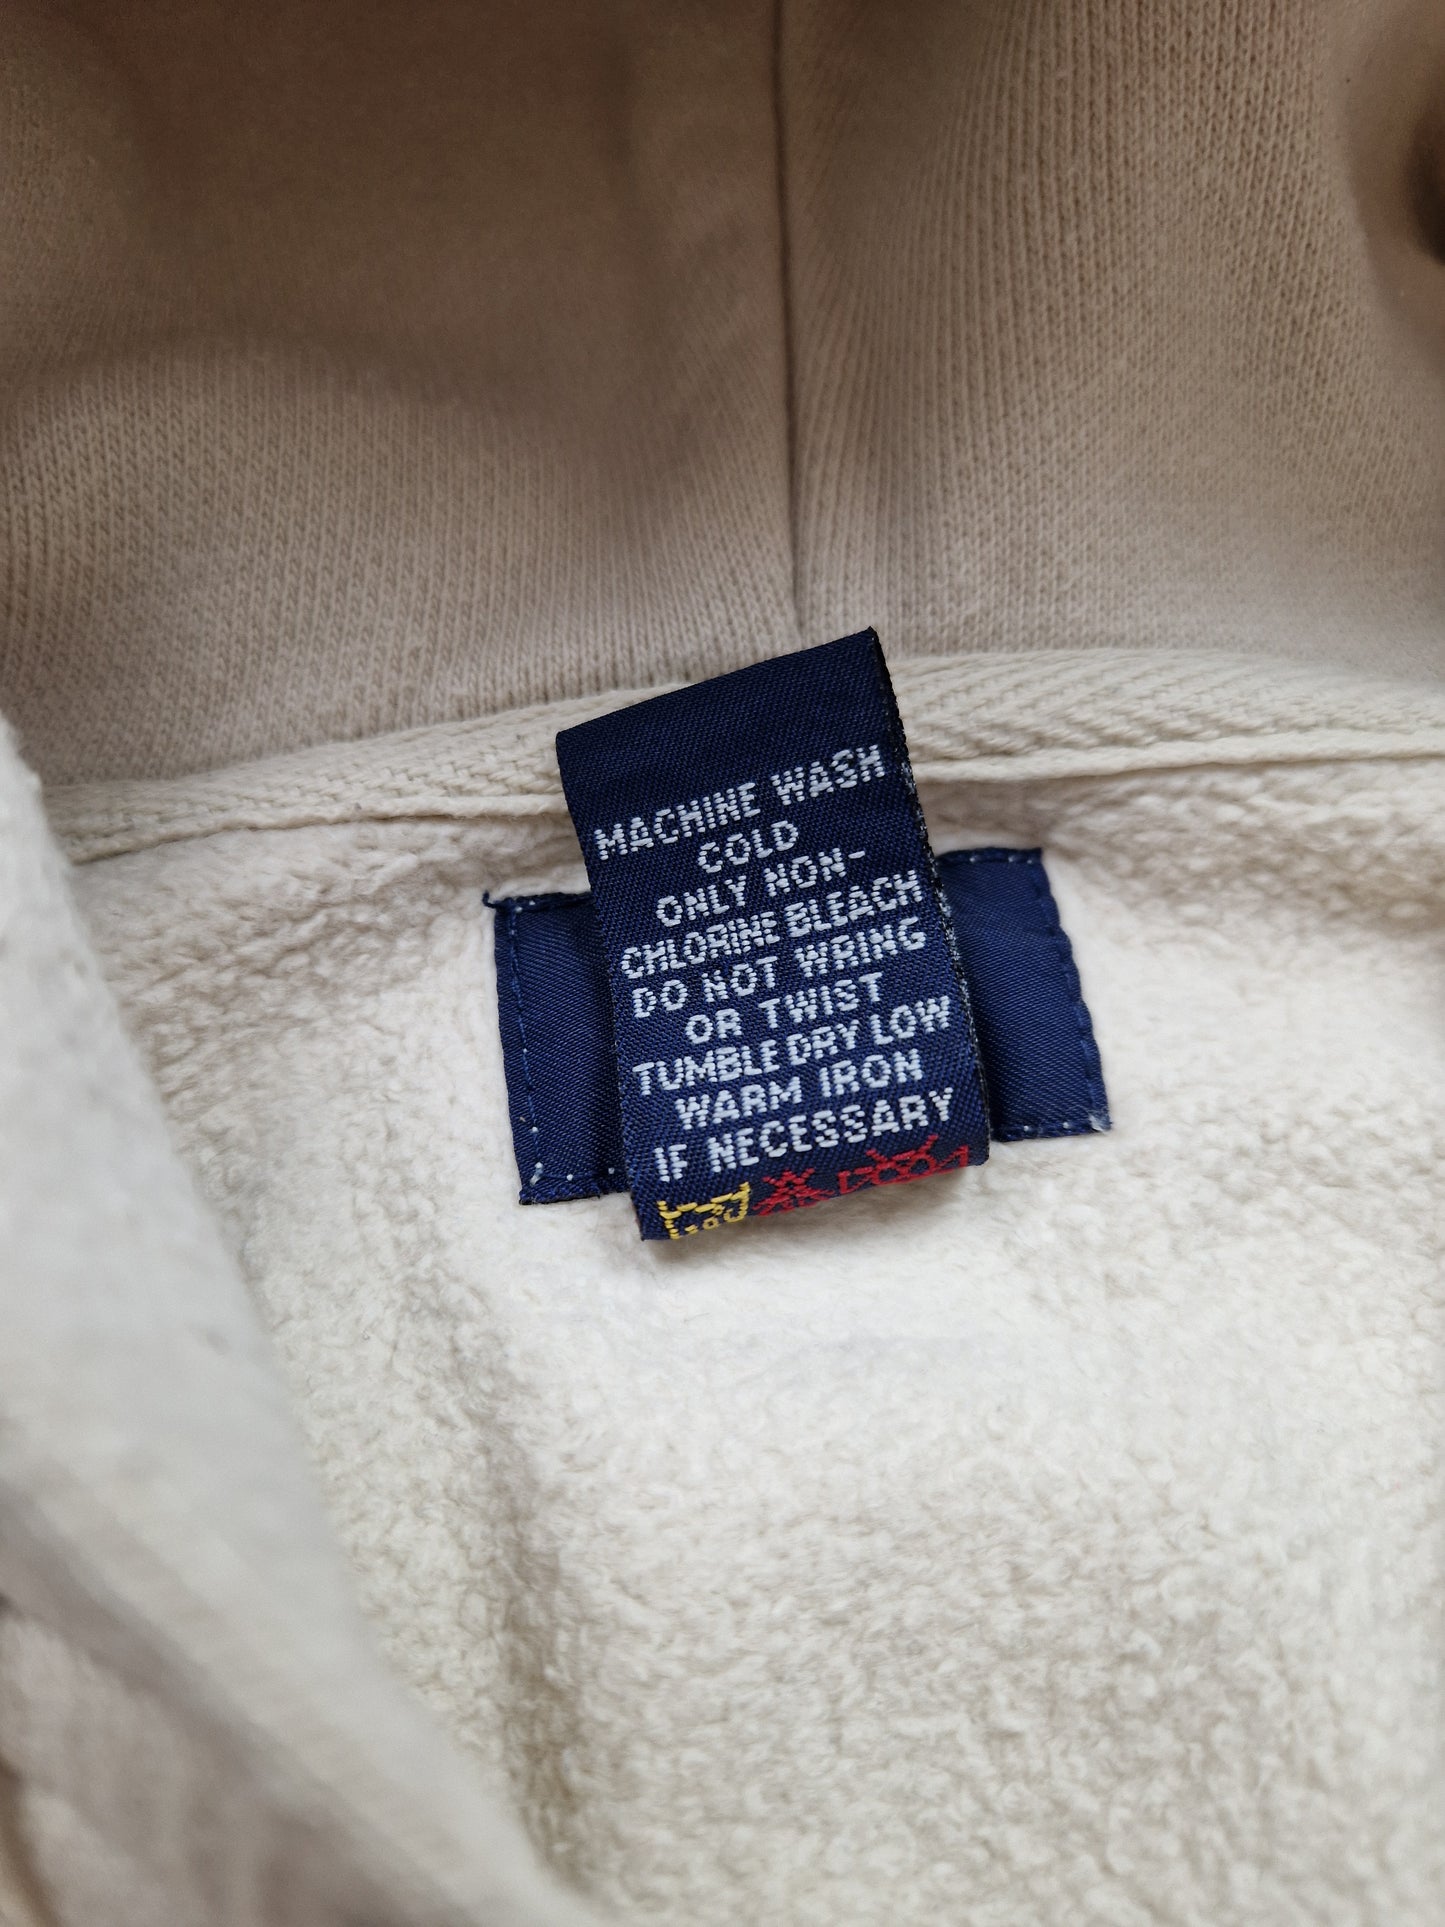 MACHINE WASH
COLD
ONLY NON-
CHLORINE BLEACH
DO NOT WRING
OR TWIST
TUMBLE DRY LOW
WARM IRON
IF NECESSARY